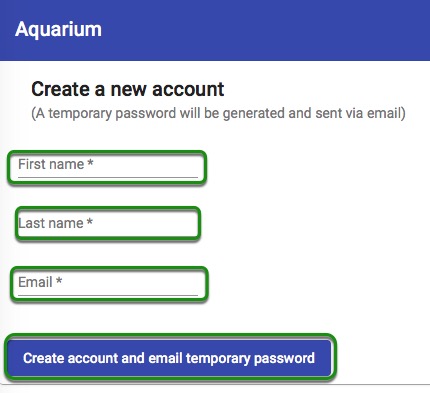 Aquarium
Create a new account
(A temporary password will be generated and sent via email)
First name *
Last name *
Email *
Create account and email temporary password